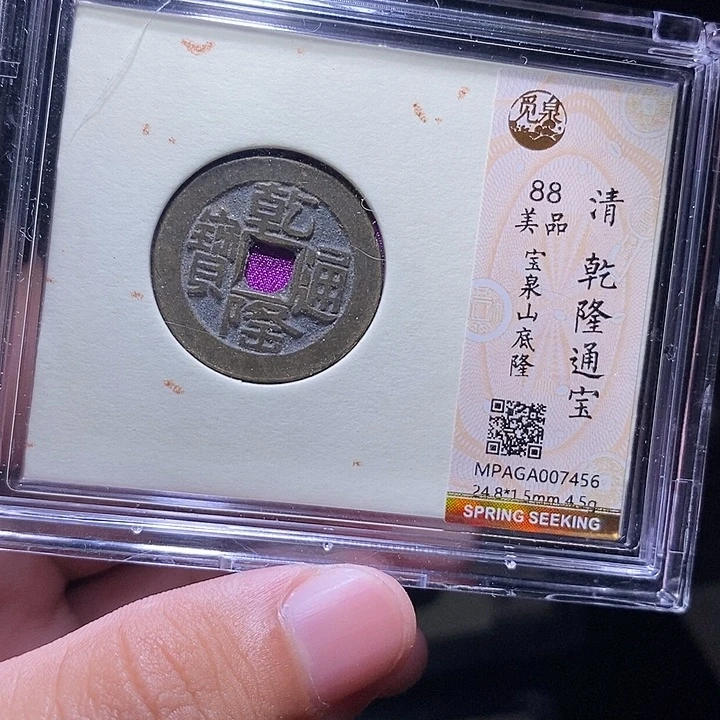 乾隆通寶
覓泉
清 乾隆通宝
88
美品
宝泉山底隆
MPAGA007456
24.8*1.5mm 4.5g
SPRING SEEKING